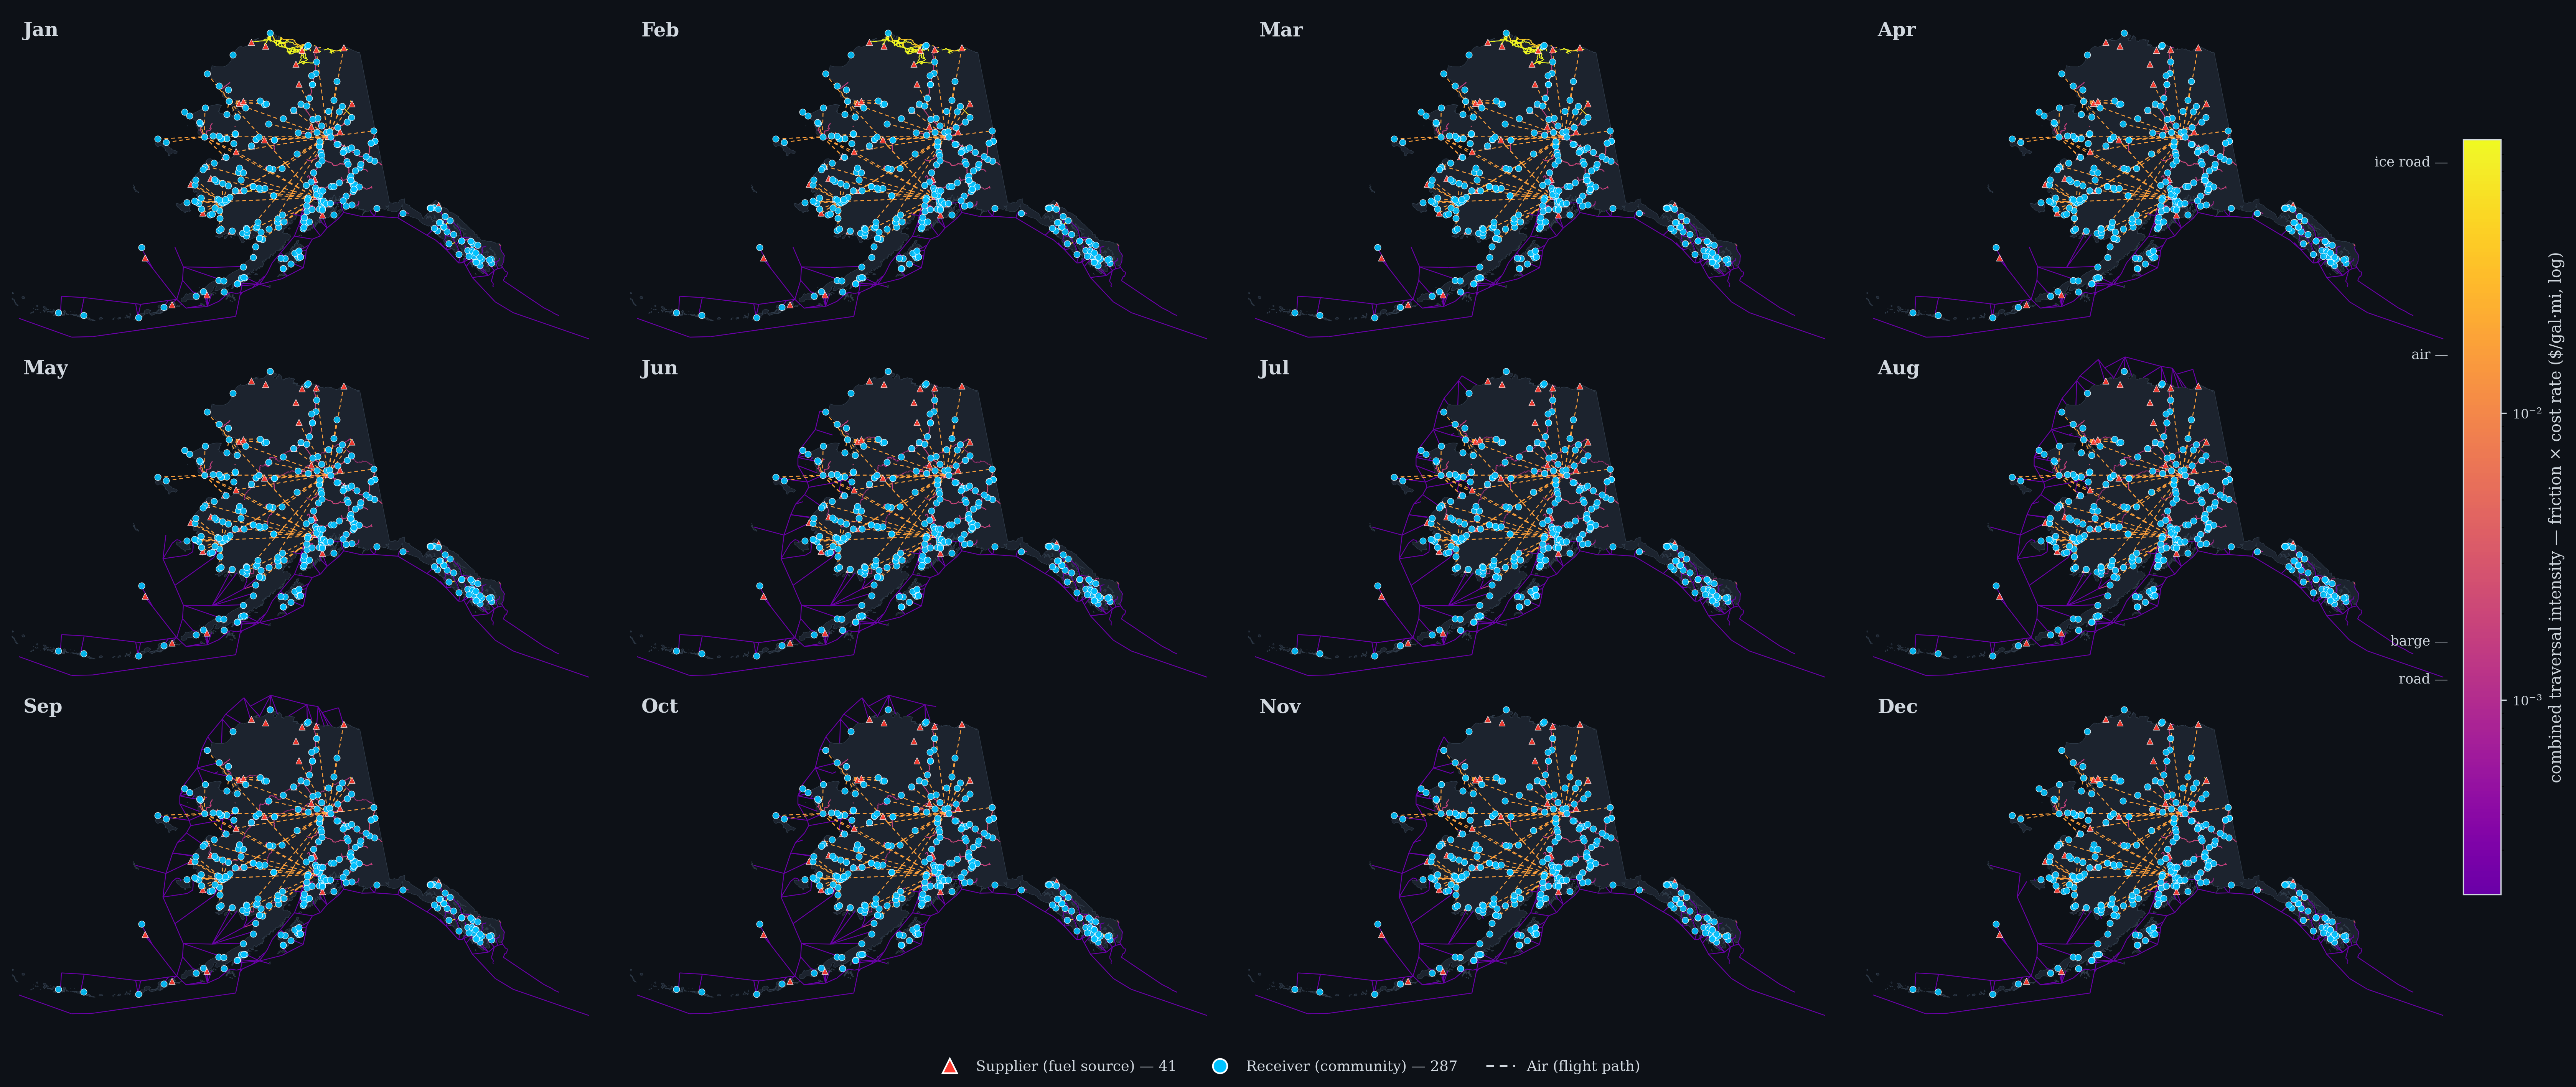 Jan
Feb
Mar
Apr
May
Jun
Jul
Aug
Sep
Oct
Nov
Dec
ice road —
air —
barge —
road —
10⁻²
10⁻³
combined traversal intensity — friction × cost rate ($/gal·mi, log)
Supplier (fuel source) — 41
Receiver (community) — 287
Air (flight path)